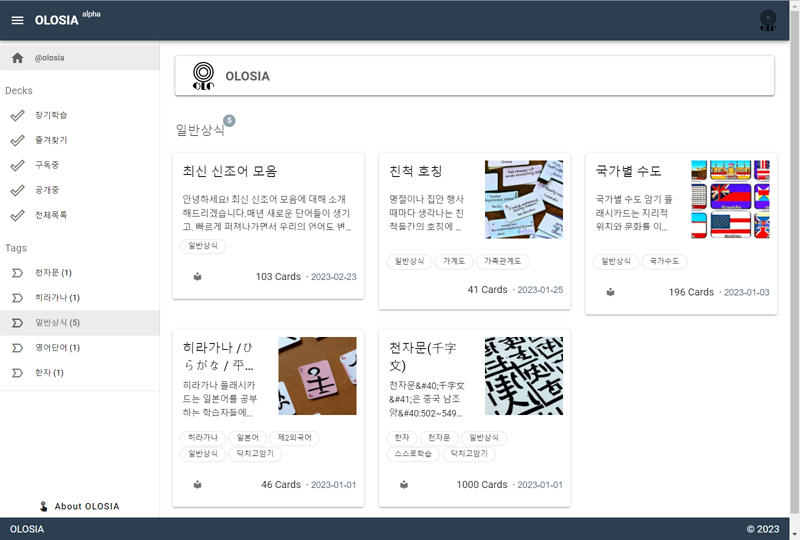 OLOSIA alpha
@olosia
Decks
장기학습
즐겨찾기
구독중
공개중
전체목록
Tags
천자문 (1)
히라가나 (1)
일반상식 (5)
영어단어 (1)
한자 (1)
About OLOSIA
OLO
OLOSIA
일반상식 5
최신 신조어 모음
안녕하세요! 최신 신조어 모음에 대해 소개
해드리겠습니다.매년 새로운 단어들이 생기
고, 빠르게 퍼져나가면서 우리의 언어도 변…
일반상식
103 Cards · 2023-02-23
친척 호칭
명절이나 집안 행사
때마다 생각나는 친
척들간의 호칭에 …
일반상식 가계도 가족관계도
41 Cards · 2023-01-25
국가별 수도
국가별 수도 암기 플
래시카드는 지리적
위치와 문화를 이…
일반상식 국가수도
196 Cards · 2023-01-03
히라가나 /ひ
らがな / 平…
히라가나 플래시카
드는 일본어를 공부
하는 학습자들에…
히라가나 일본어 제2외국어
일반상식 닥치고암기
46 Cards · 2023-01-01
천자문(千字
文)
천자문&#40;千字文
&#41;은 중국 남조
양&#40;502~549…
한자 천자문 일반상식
스스로학습 닥치고암기
1000 Cards · 2023-01-01
OLOSIA
© 2023